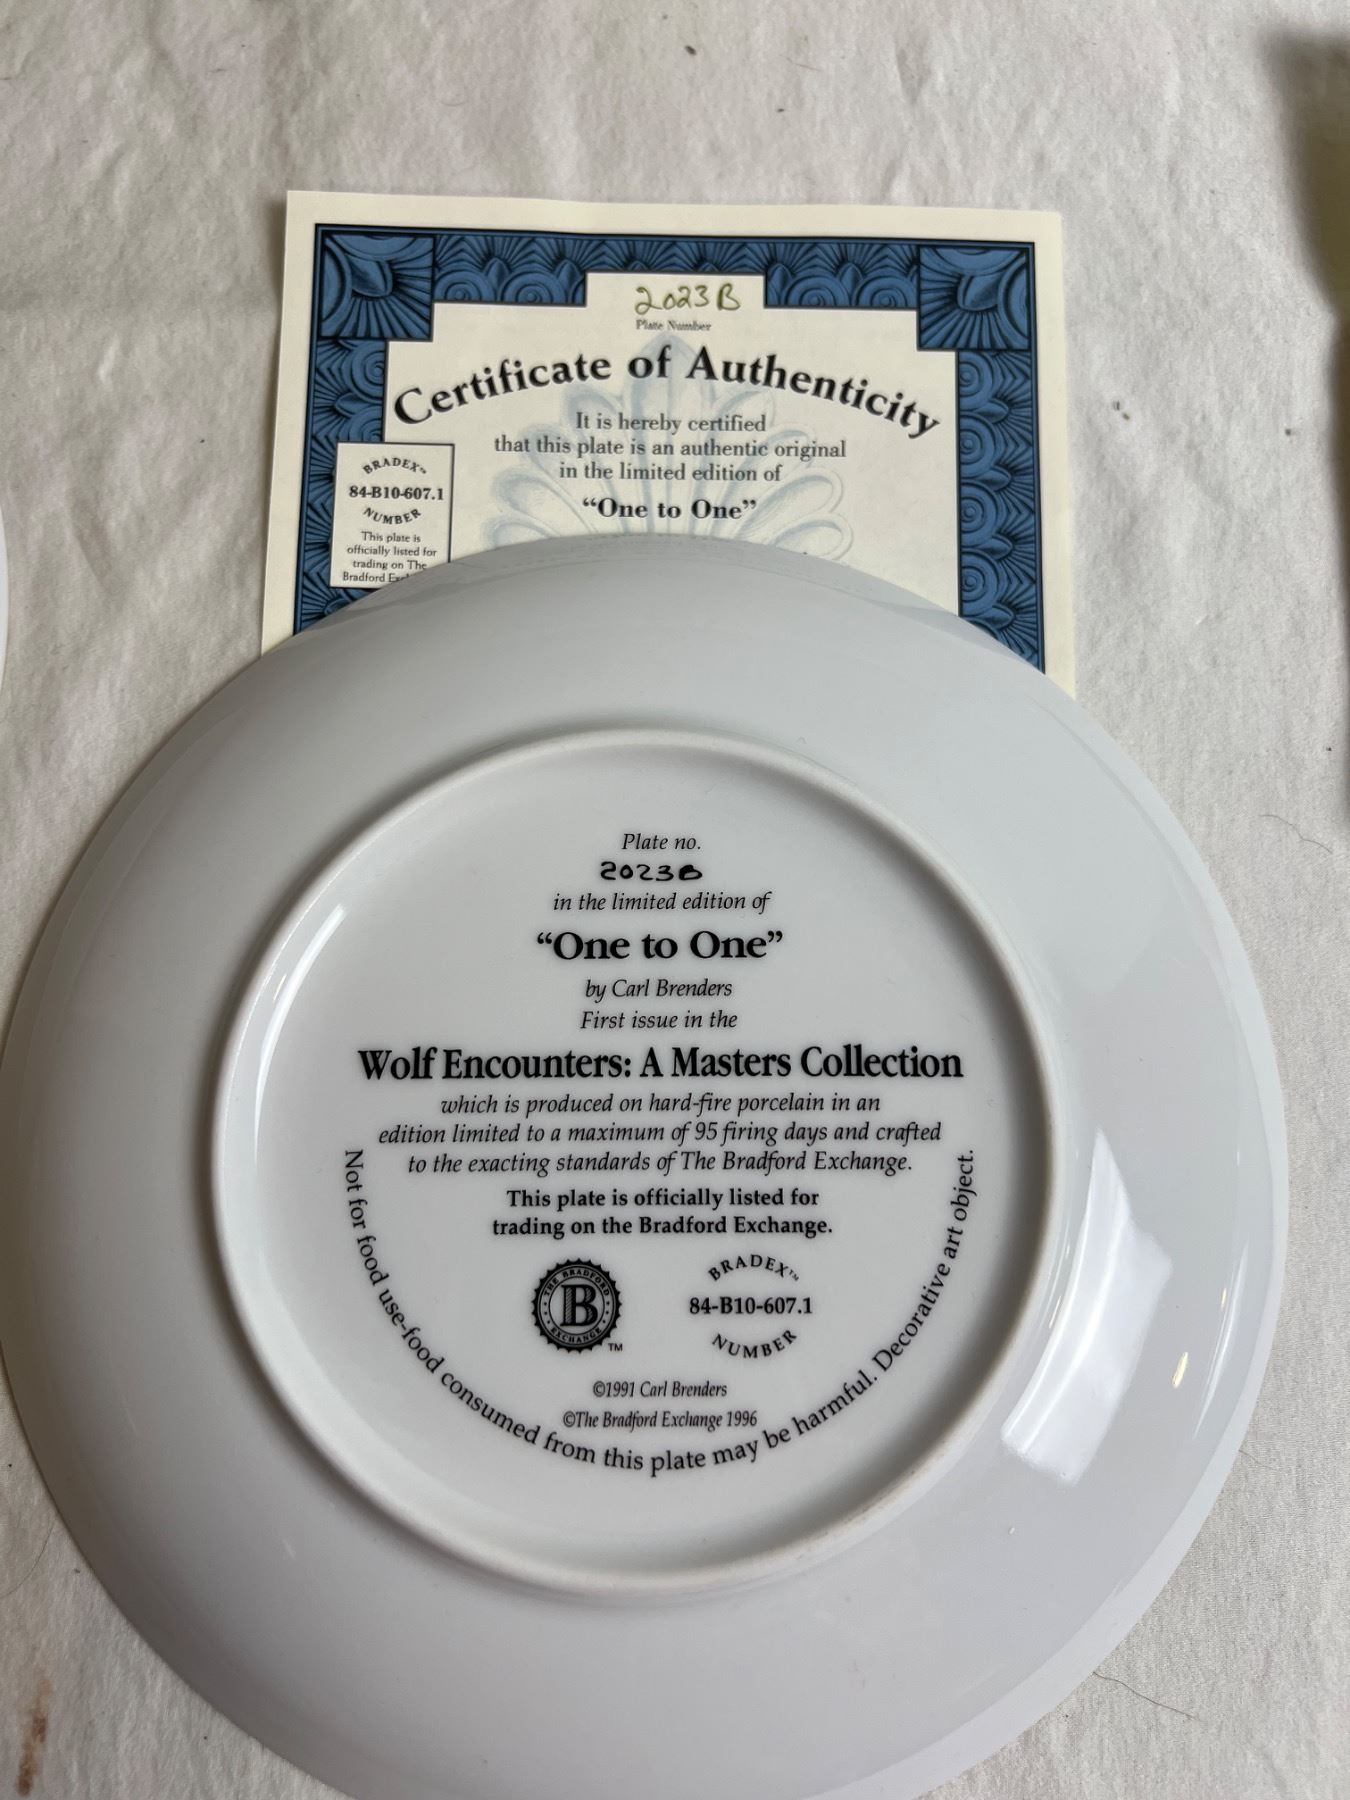 2023B
Plate Number
Certificate of Authenticity
It is hereby certified
that this plate is an authentic original
in the limited edition of
“One to One”
BRADEX™
84-B10-607.1
NUMBER
This plate is
officially listed for
trading on The
Bradford
Plate no.
2023B
in the limited edition of
“One to One”
by Carl Brenders
First issue in the
Wolf Encounters: A Masters Collection
which is produced on hard-fire porcelain in an
edition limited to a maximum of 95 firing days and crafted
to the exacting standards of The Bradford Exchange.
This plate is officially listed for
trading on the Bradford Exchange.
THE BRADFORD
B
EXCHANGE
™
BRADEX™
84-B10-607.1
NUMBER
©1991 Carl Brenders
©The Bradford Exchange 1996
Not for food use-food consumed from this plate may be harmful. Decorative art object.